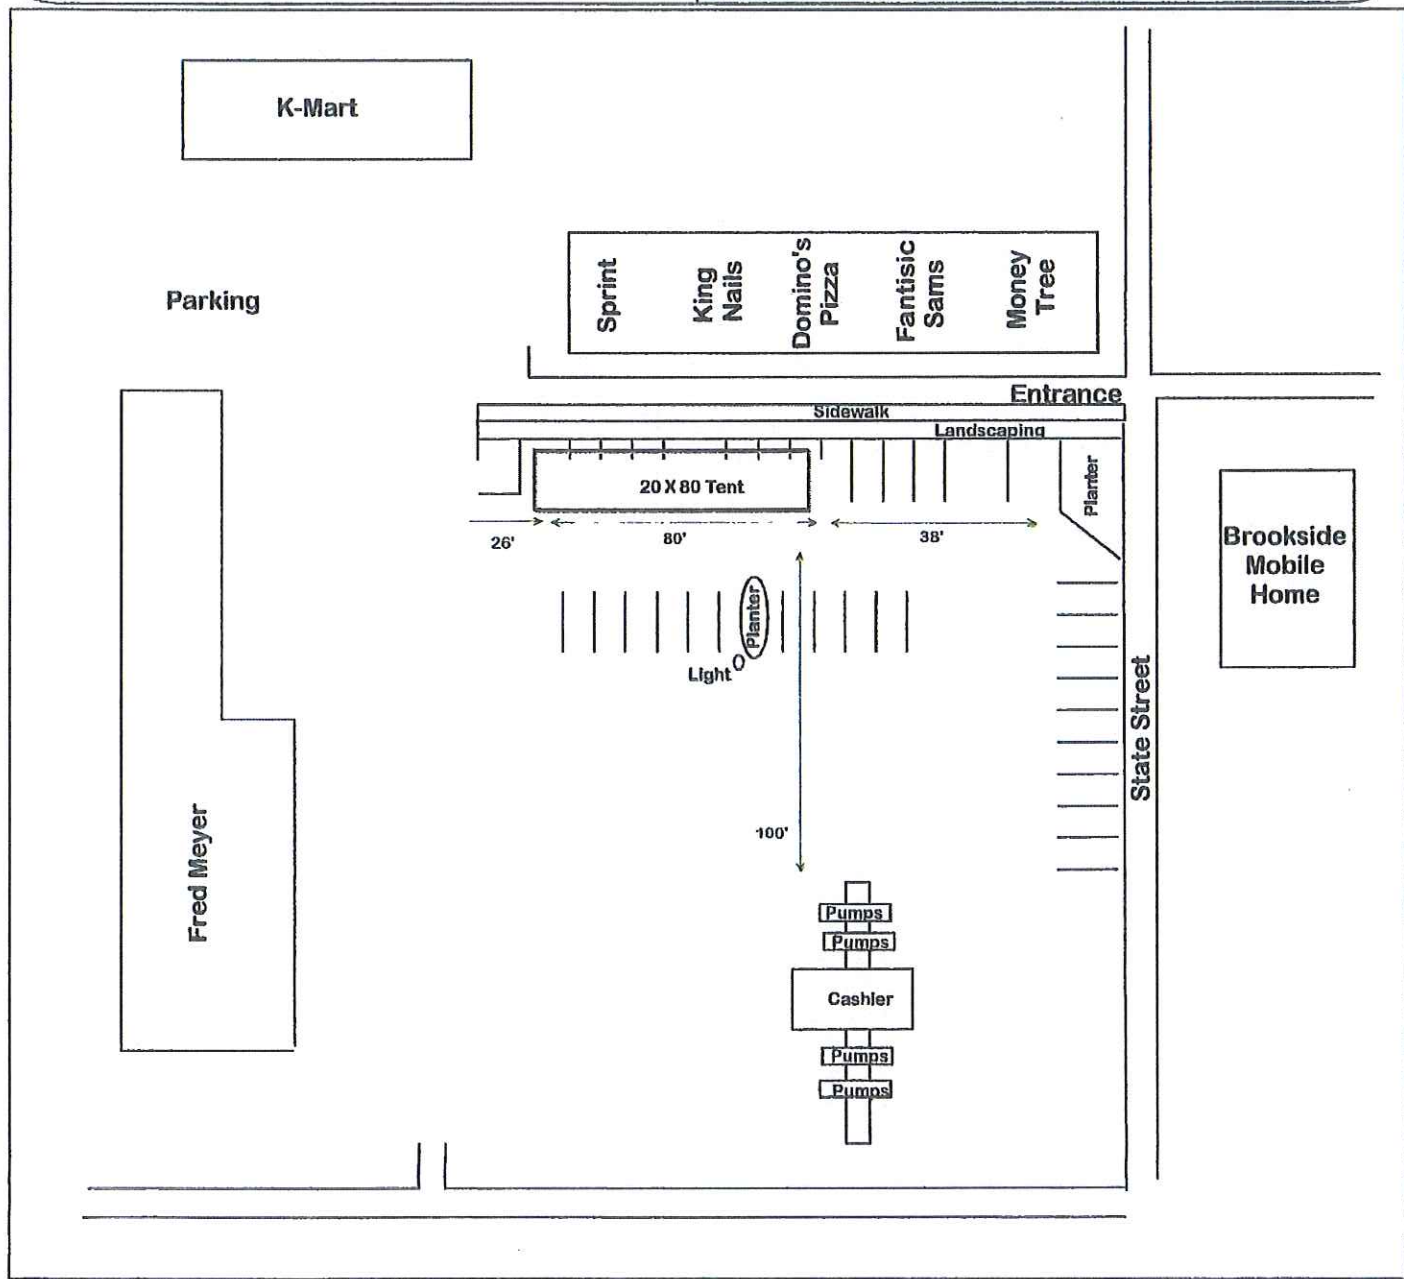 K-Mart
Parking
Sprint
King
Nails
Domino's
Pizza
Fantisic
Sams
Money
Tree
Entrance
Sidewalk
Landscaping
20 X 80 Tent
Planter
26'
80'
38'
Brookside
Mobile
Home
Planter
Light
State Street
100'
Fred Meyer
Pumps
Pumps
Cashier
Pumps
Pumps